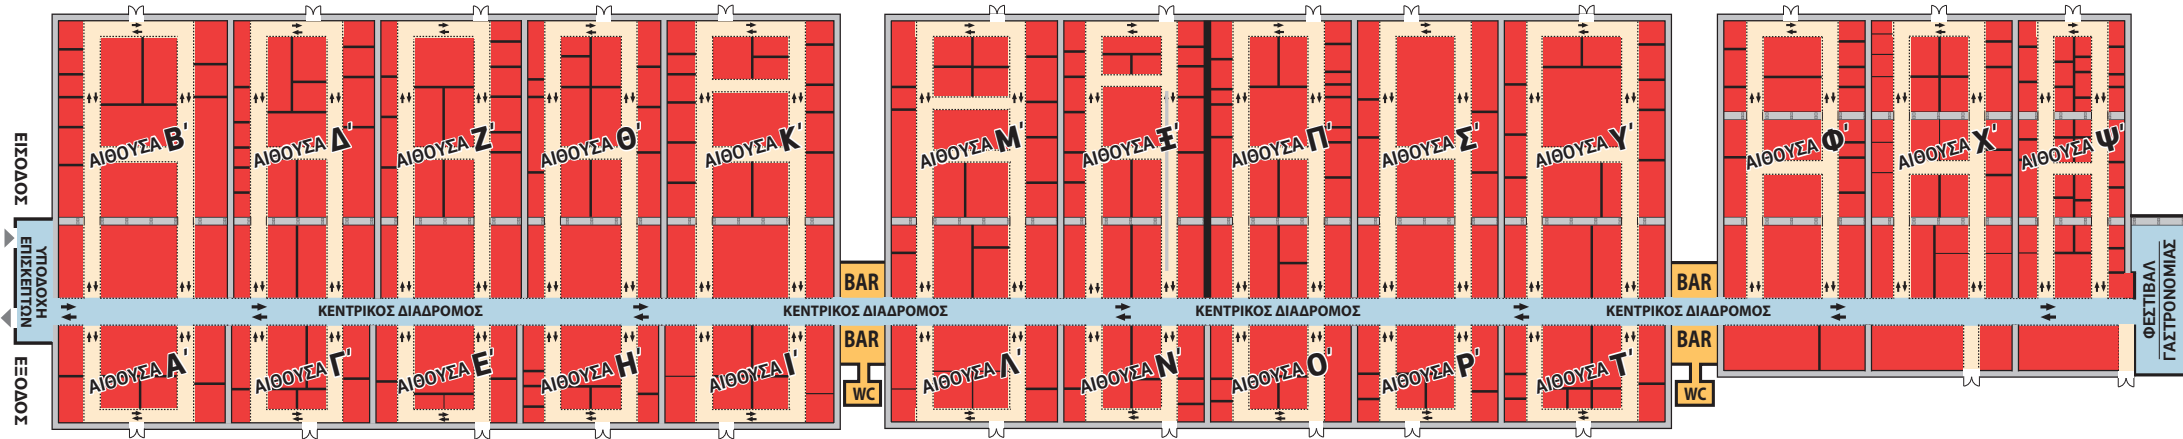 ΑΙΘΟΥΣΑ Β'
ΑΙΘΟΥΣΑ Δ'
ΑΙΘΟΥΣΑ Ζ'
ΑΙΘΟΥΣΑ Θ'
ΑΙΘΟΥΣΑ Κ'
ΑΙΘΟΥΣΑ Μ'
ΑΙΘΟΥΣΑ Ξ'
ΑΙΘΟΥΣΑ Π'
ΑΙΘΟΥΣΑ Σ'
ΑΙΘΟΥΣΑ Υ'
ΑΙΘΟΥΣΑ Φ'
ΑΙΘΟΥΣΑ Χ'
ΑΙΘΟΥΣΑ Ψ'
ΕΙΣΟΔΟΣ
ΥΠΟΔΟΧΗ
ΕΠΙΣΚΕΠΤΩΝ
ΕΞΟΔΟΣ
BAR
BAR
ΚΕΝΤΡΙΚΟΣ ΔΙΑΔΡΟΜΟΣ
ΚΕΝΤΡΙΚΟΣ ΔΙΑΔΡΟΜΟΣ
ΚΕΝΤΡΙΚΟΣ ΔΙΑΔΡΟΜΟΣ
ΚΕΝΤΡΙΚΟΣ ΔΙΑΔΡΟΜΟΣ
ΦΕΣΤΙΒΑΛ
ΓΑΣΤΡΟΝΟΜΙΑΣ
BAR
BAR
ΑΙΘΟΥΣΑ Α'
ΑΙΘΟΥΣΑ Γ'
ΑΙΘΟΥΣΑ Ε'
ΑΙΘΟΥΣΑ Η'
ΑΙΘΟΥΣΑ Ι'
ΑΙΘΟΥΣΑ Λ'
ΑΙΘΟΥΣΑ Ν'
ΑΙΘΟΥΣΑ Ο'
ΑΙΘΟΥΣΑ Ρ'
ΑΙΘΟΥΣΑ Τ'
WC
WC